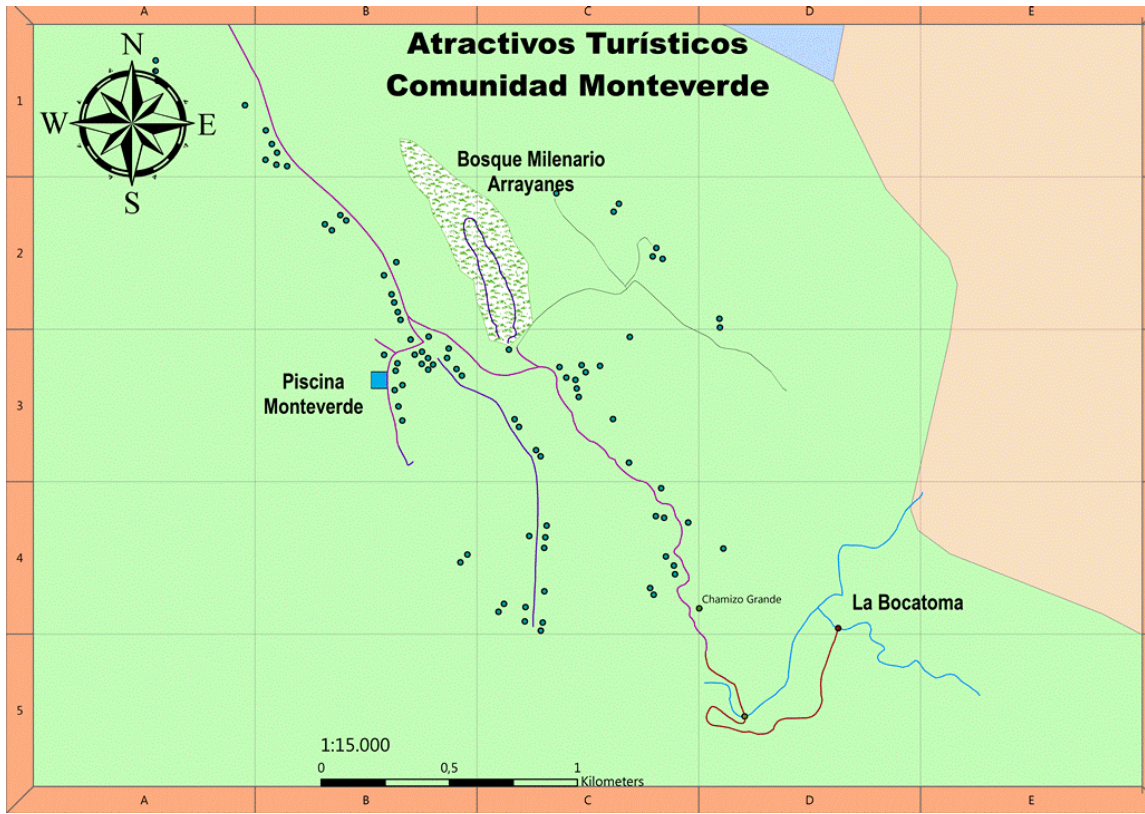 A B C D E
Atractivos Turísticos
Comunidad Monteverde
N
W E
S
1
Bosque Milenario
Arrayanes
2
Piscina
Monteverde
3
4
Chamizo Grande
La Bocatoma
5
1:15.000
0 0,5 1
Kilometers
A B C D E